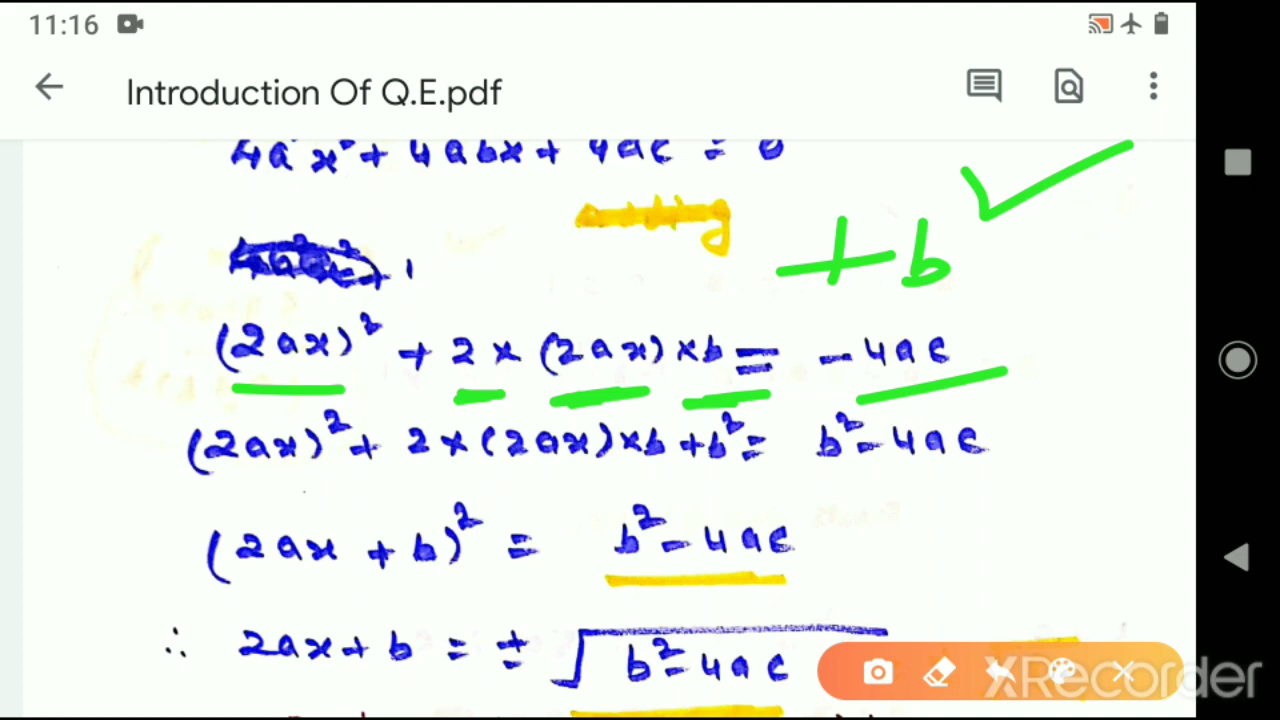 11:16
Introduction Of Q.E.pdf
4a²x² + 4abx + 4ac = 0
adding
+ b
(2ax)² + 2 × (2ax) × b = - 4ac
(2ax)² + 2 × (2ax) × b + b² = b² - 4ac
(2ax + b)² = b² - 4ac
∴ 2ax + b = ± √b² - 4ac
XRecorder